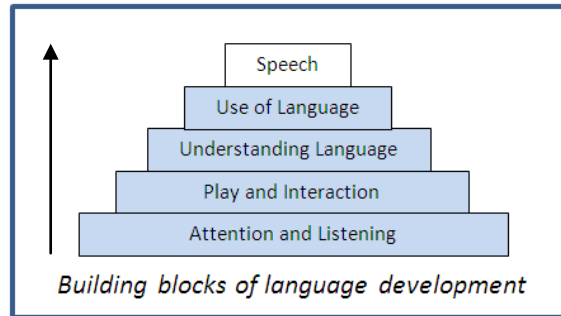 Speech
Use of Language
Understanding Language
Play and Interaction
Attention and Listening
Building blocks of language development